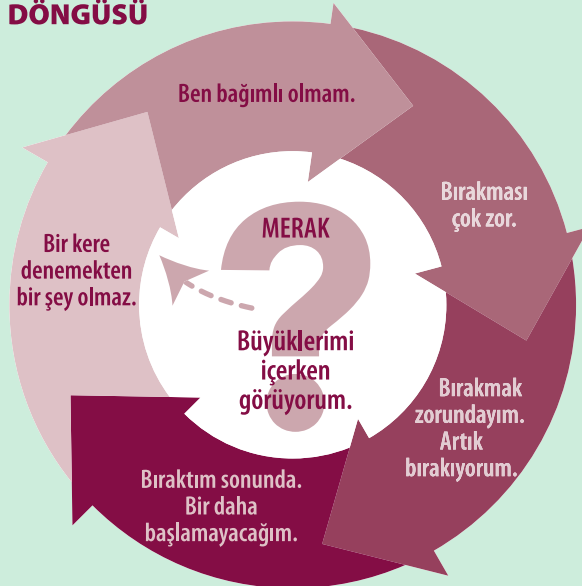 DÖNGÜSÜ
Ben bağımlı olmam.
Bırakması
çok zor.
Bırakmak
zorundayım.
Artık
bırakıyorum.
Bıraktım sonunda.
Bir daha
başlamayacağım.
Bir kere
denemekten
bir şey olmaz.
MERAK
?
Büyüklerimi
içerken
görüyorum.